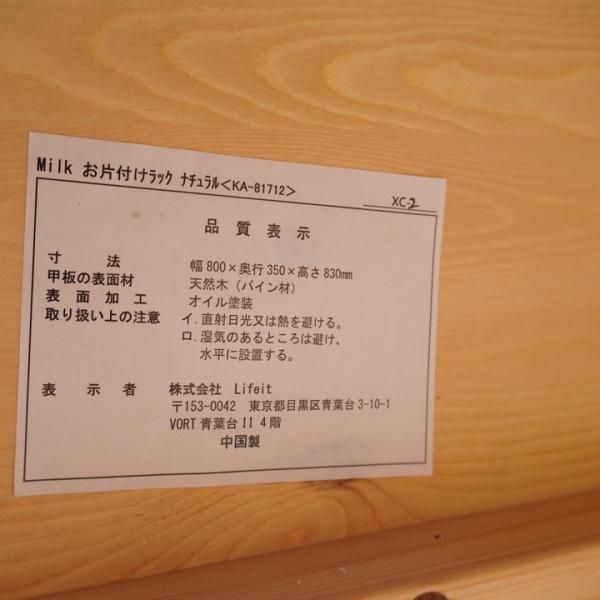 Milk お片付けラック ナチュラル<KA-81712>
XC-2
品質表示
寸法 幅800×奥行350×高さ830mm
甲板の表面材 天然木（パイン材）
表面加工 オイル塗装
取り扱い上の注意 イ.直射日光又は熱を避ける。
ロ.湿気のあるところは避け、
水平に設置する。
表示者 株式会社 Lifeit
〒153-0042 東京都目黒区青葉台3-10-1
VORT青葉台II 4階
中国製